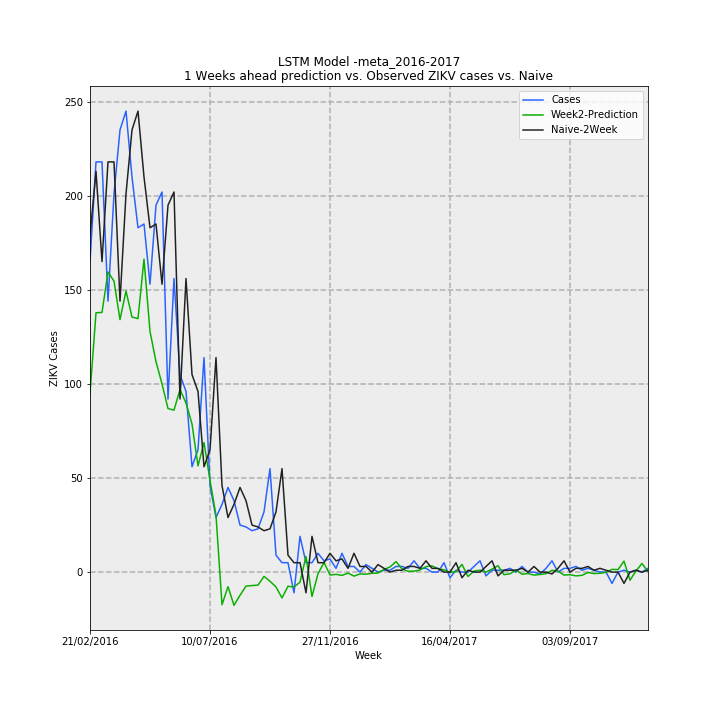 LSTM Model -meta_2016-2017
1 Weeks ahead prediction vs. Observed ZIKV cases vs. Naive
Cases
Week2-Prediction
Naive-2Week
250
200
150
100
50
0
ZIKV Cases
21/02/2016
10/07/2016
27/11/2016
16/04/2017
03/09/2017
Week